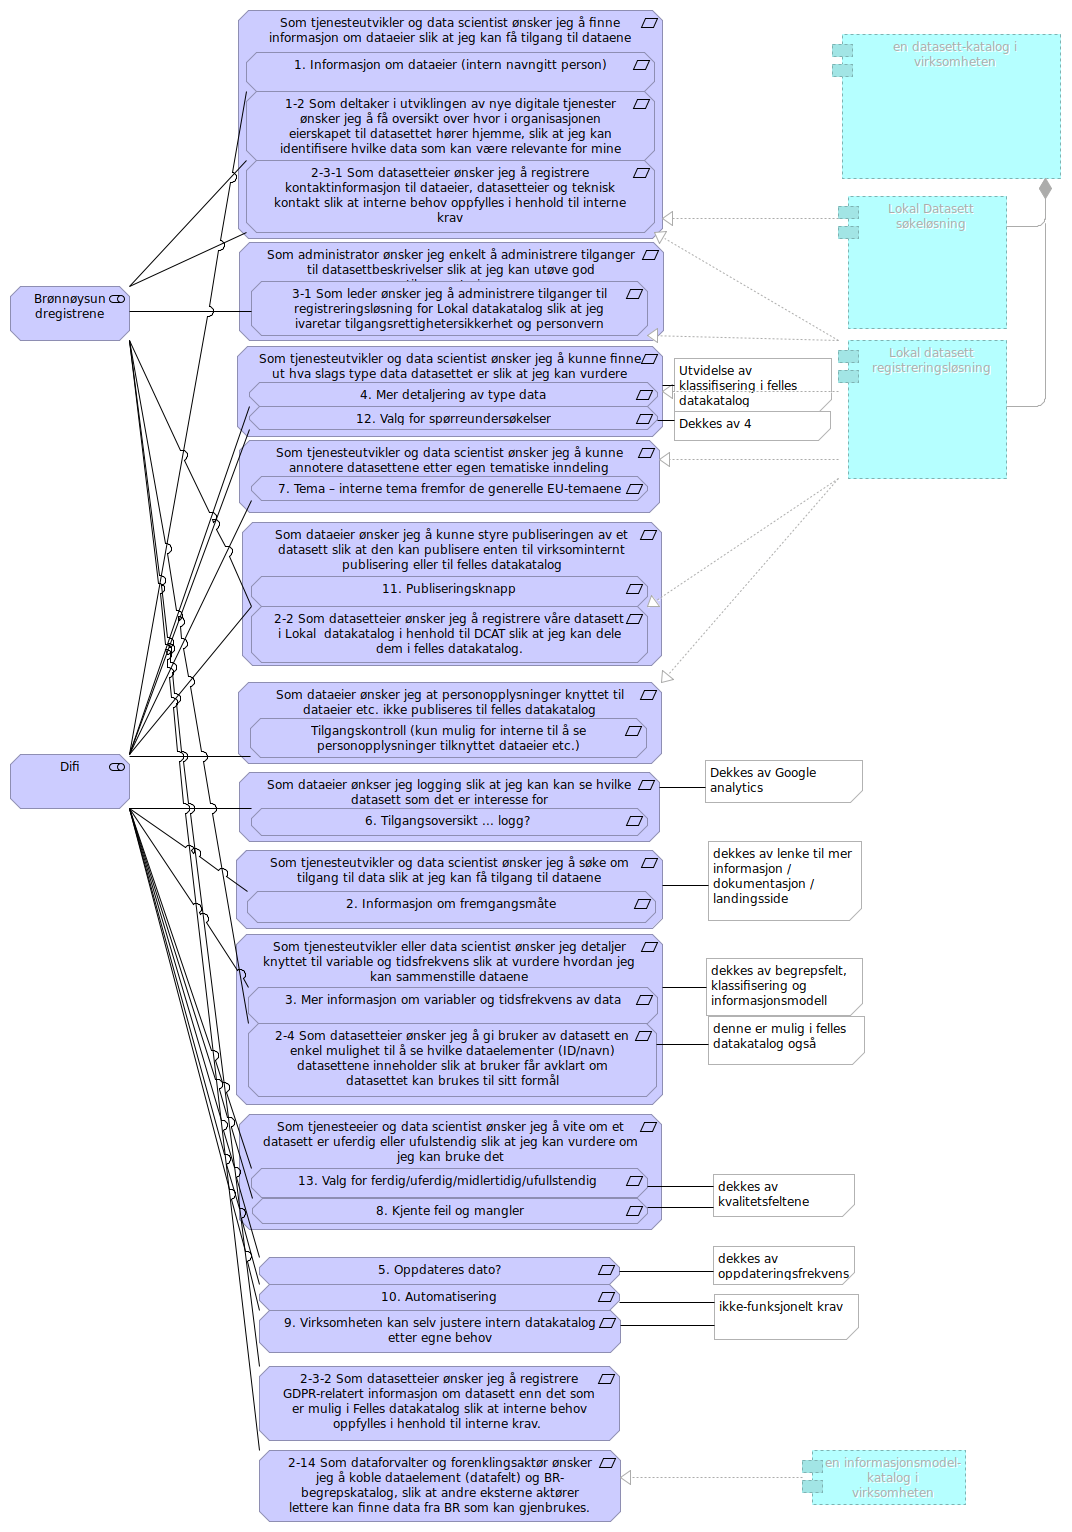 Som tjenesteutvikler og data scientist ønsker jeg å finne
informasjon om dataeier slik at jeg kan få tilgang til dataene
1. Informasjon om dataeier (intern navngitt person)
1-2 Som deltaker i utviklingen av nye digitale tjenester
ønsker jeg å få oversikt over hvor i organisasjonen
eierskapet til datasettet hører hjemme, slik at jeg kan
identifisere hvilke data som kan være relevante for mine
2-3-1 Som datasetteier ønsker jeg å registrere
kontaktinformasjon til dataeier, datasetteier og teknisk
kontakt slik at interne behov oppfylles i henhold til interne
krav
en datasett-katalog i
virksomheten
Lokal Datasett
søkeløsning
Som administrator ønsker jeg enkelt å administrere tilganger
til datasettbeskrivelser slik at jeg kan utøve god
3-1 Som leder ønsker jeg å administrere tilganger til
registreringsløsning for Lokal datakatalog slik at jeg
ivaretar tilgangsrettighetersikkerhet og personvern
Brønnøysun
dregistrene
Lokal datasett
registreringsløsning
Som tjenesteutvikler og data scientist ønsker jeg å kunne finne
ut hva slags type data datasettet er slik at jeg kan vurdere
4. Mer detaljering av type data
12. Valg for spørreundersøkelser
Utvidelse av
klassifisering i felles
datakatalog
Dekkes av 4
Som tjenesteutvikler og data scientist ønsker jeg å kunne
annotere datasettene etter egen tematiske inndeling
7. Tema – interne tema fremfor de generelle EU-temaene
Som dataeier ønsker jeg å kunne styre publiseringen av et
datasett slik at den kan publisere enten til virksominternt
publisering eller til felles datakatalog
11. Publiseringsknapp
2-2 Som datasetteier ønsker jeg å registrere våre datasett
i Lokal  datakatalog i henhold til DCAT slik at jeg kan dele
dem i felles datakatalog.
Som dataeier ønsker jeg at personopplysninger knyttet til
dataeier etc. ikke publiseres til felles datakatalog
Tilgangskontroll (kun mulig for interne til å se
personopplysninger tilknyttet dataeier etc.)
Difi
Som dataeier ønkser jeg logging slik at jeg kan kan se hvilke
datasett som det er interesse for
6. Tilgangsoversikt ... logg?
Dekkes av Google
analytics
Som tjenesteutvikler og data scientist ønsker jeg å søke om
tilgang til data slik at jeg kan få tilgang til dataene
2. Informasjon om fremgangsmåte
dekkes av lenke til mer
informasjon /
dokumentasjon /
landingsside
Som tjenesteutvikler eller data scientist ønsker jeg detaljer
knyttet til variable og tidsfrekvens slik at vurdere hvordan jeg
kan sammenstille dataene
3. Mer informasjon om variabler og tidsfrekvens av data
2-4 Som datasetteier ønsker jeg å gi bruker av datasett en
enkel mulighet til å se hvilke dataelementer (ID/navn)
datasettene inneholder slik at bruker får avklart om
datasettet kan brukes til sitt formål
dekkes av begrepsfelt,
klassifisering og
informasjonsmodell
denne er mulig i felles
datakatalog også
Som tjenesteeier og data scientist ønsker jeg å vite om et
datasett er uferdig eller ufulstendig slik at jeg kan vurdere om
jeg kan bruke det
13. Valg for ferdig/uferdig/midlertidig/ufullstendig
8. Kjente feil og mangler
dekkes av
kvalitetsfeltene
5. Oppdateres dato?
10. Automatisering
9. Virksomheten kan selv justere intern datakatalog
etter egne behov
dekkes av
oppdateringsfrekvens
ikke-funksjonelt krav
2-3-2 Som datasetteier ønsker jeg å registrere
GDPR-relatert informasjon om datasett enn det som
er mulig i Felles datakatalog slik at interne behov
oppfylles i henhold til interne krav.
2-14 Som dataforvalter og forenklingsaktør ønsker
jeg å koble dataelement (datafelt) og BR-
begrepskatalog, slik at andre eksterne aktører
lettere kan finne data fra BR som kan gjenbrukes.
en informasjonsmodel-
katalog i
virksomheten